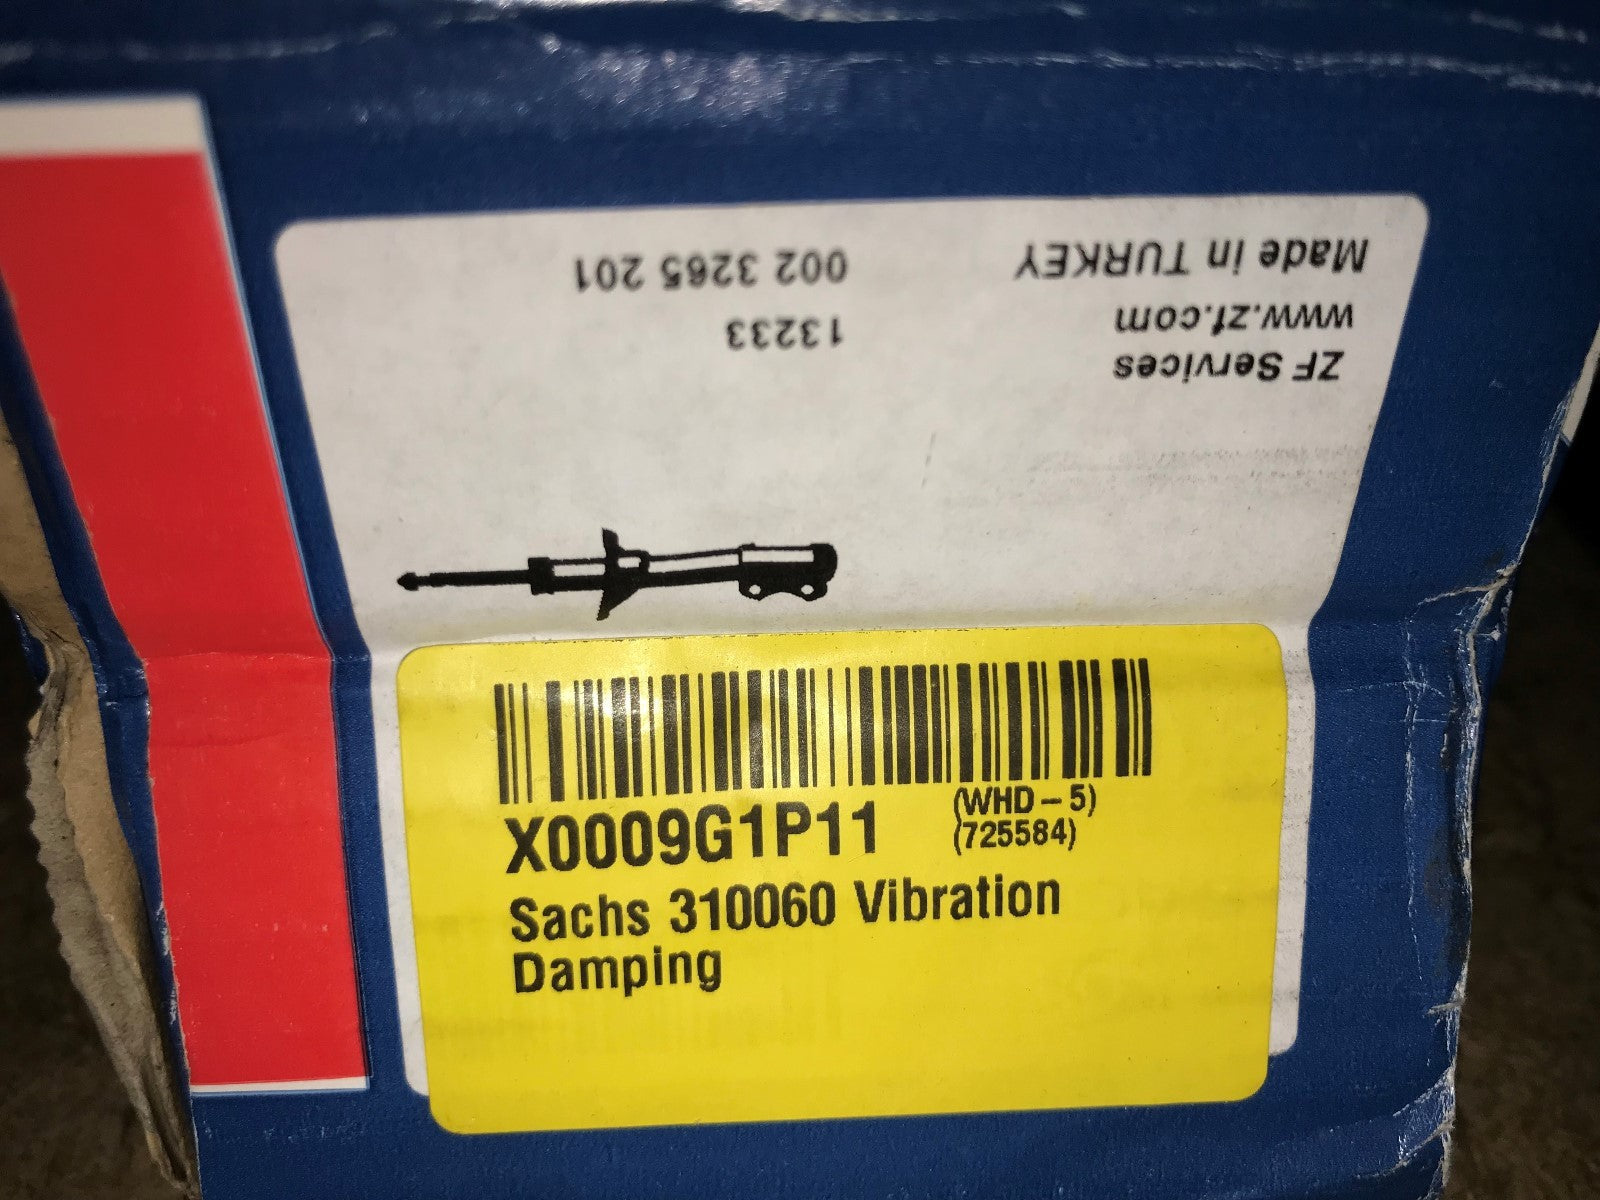 ZF Services
www.zf.com
Made in TURKEY
13233
002 3265 201
X0009G1P11
(WHD - 5)
(725584)
Sachs 310060 Vibration
Damping